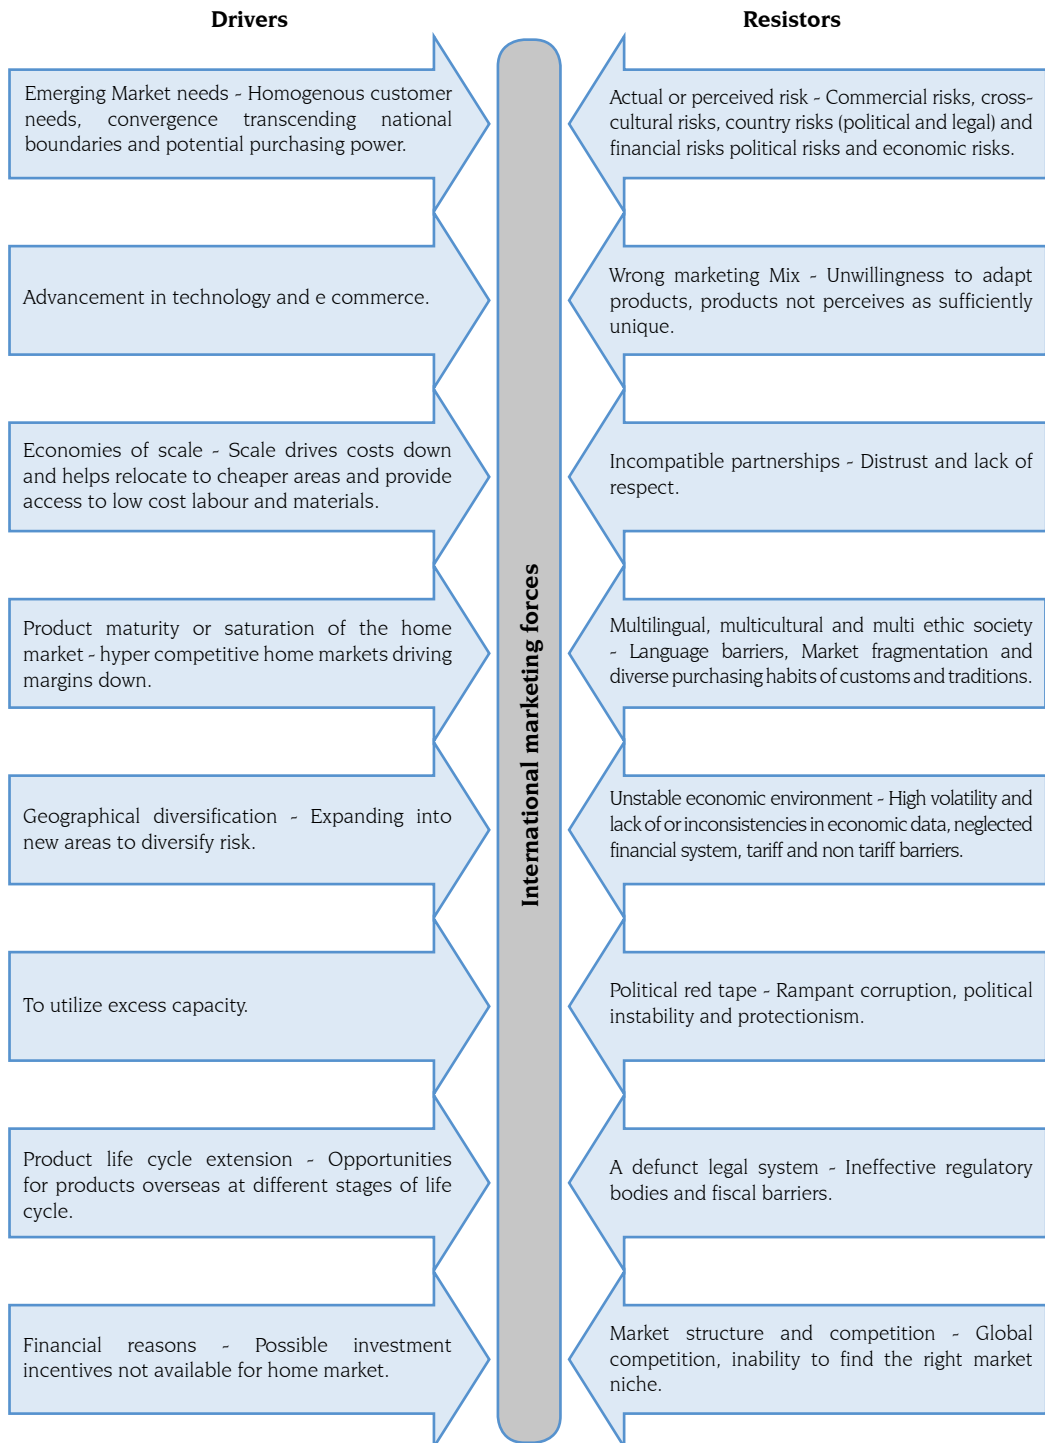 Drivers
Emerging Market needs - Homogenous customer
needs, convergence transcending national
boundaries and potential purchasing power.
Advancement in technology and e commerce.
Economies of scale - Scale drives costs down
and helps relocate to cheaper areas and provide
access to low cost labour and materials.
Product maturity or saturation of the home
market - hyper competitive home markets driving
margins down.
Geographical diversification - Expanding into
new areas to diversify risk.
To utilize excess capacity.
Product life cycle extension - Opportunities
for products overseas at different stages of life
cycle.
Financial reasons - Possible investment
incentives not available for home market.
International marketing forces
Resistors
Actual or perceived risk - Commercial risks, cross-
cultural risks, country risks (political and legal) and
financial risks political risks and economic risks.
Wrong marketing Mix - Unwillingness to adapt
products, products not perceives as sufficiently
unique.
Incompatible partnerships - Distrust and lack of
respect.
Multilingual, multicultural and multi ethic society
- Language barriers, Market fragmentation and
diverse purchasing habits of customs and traditions.
Unstable economic environment - High volatility and
lack of or inconsistencies in economic data, neglected
financial system, tariff and non tariff barriers.
Political red tape - Rampant corruption, political
instability and protectionism.
A defunct legal system - Ineffective regulatory
bodies and fiscal barriers.
Market structure and competition - Global
competition, inability to find the right market
niche.